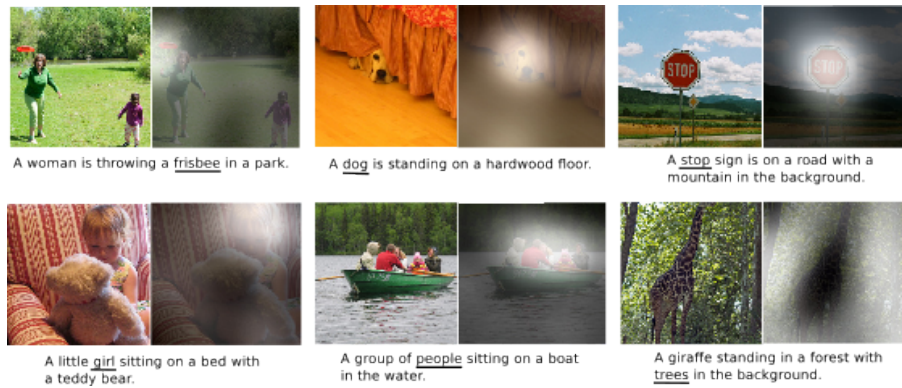 STOP
STOP
A woman is throwing a frisbee in a park.
A dog is standing on a hardwood floor.
A stop sign is on a road with a
mountain in the background.
A little girl sitting on a bed with
a teddy bear.
A group of people sitting on a boat
in the water.
A giraffe standing in a forest with
trees in the background.